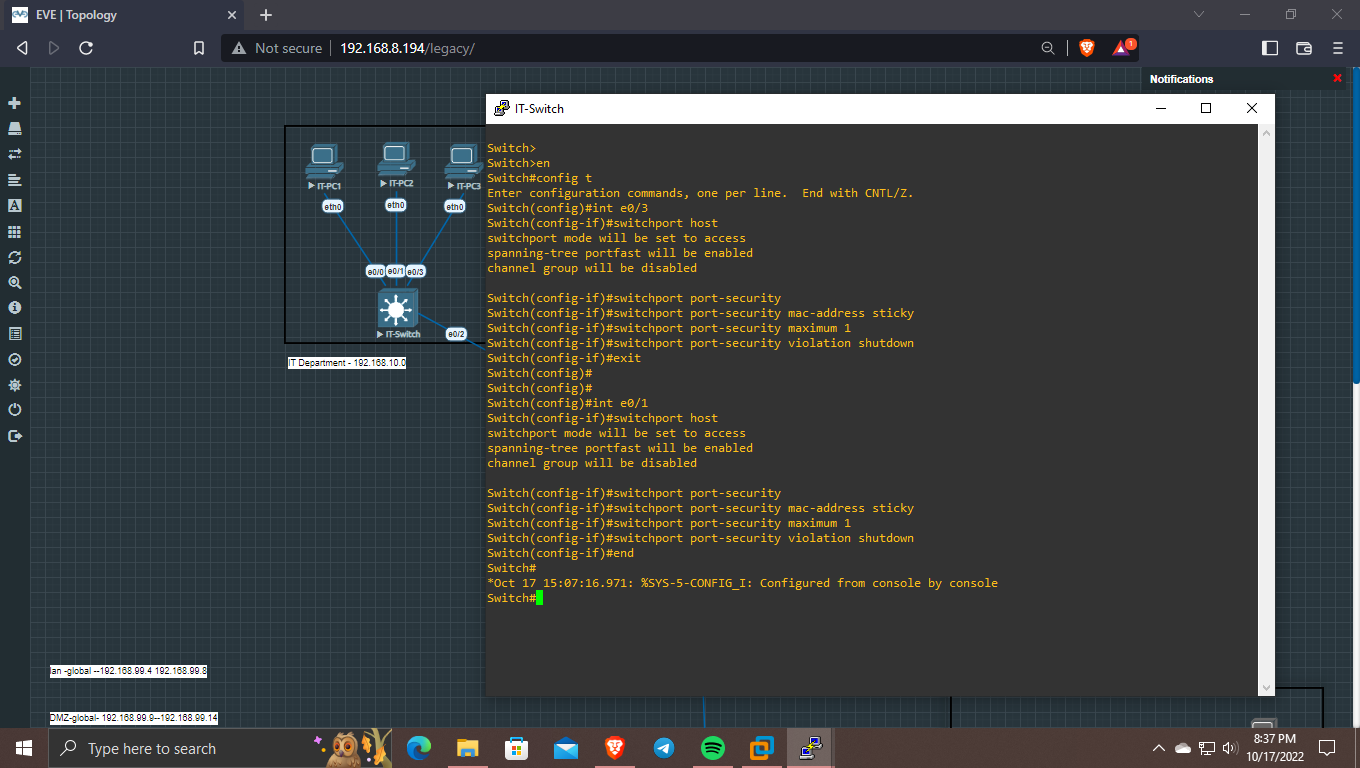 EVE | Topology
Not secure
192.168.8.194/legacy/
1
Notifications
IT-PC1
IT-PC2
IT-PC3
eth0
eth0
eth0
e0/0
e0/1
e0/3
IT-Switch
e0/2
IT Department - 192.168.10.0
IT-Switch
Switch>
Switch>en
Switch#config t
Enter configuration commands, one per line.  End with CNTL/Z.
Switch(config)#int e0/3
Switch(config-if)#switchport host
switchport mode will be set to access
spanning-tree portfast will be enabled
channel group will be disabled
Switch(config-if)#switchport port-security
Switch(config-if)#switchport port-security mac-address sticky
Switch(config-if)#switchport port-security maximum 1
Switch(config-if)#switchport port-security violation shutdown
Switch(config-if)#exit
Switch(config)#
Switch(config)#
Switch(config)#int e0/1
Switch(config-if)#switchport host
switchport mode will be set to access
spanning-tree portfast will be enabled
channel group will be disabled
Switch(config-if)#switchport port-security
Switch(config-if)#switchport port-security mac-address sticky
Switch(config-if)#switchport port-security maximum 1
Switch(config-if)#switchport port-security violation shutdown
Switch(config-if)#end
Switch#
*Oct 17 15:07:16.971: %SYS-5-CONFIG_I: Configured from console by console
Switch#
lan -global --192.168.99.4 192.168.99.8
DMZ-global- 192.168.99.9--192.168.99.14
Type here to search
8:37 PM
10/17/2022